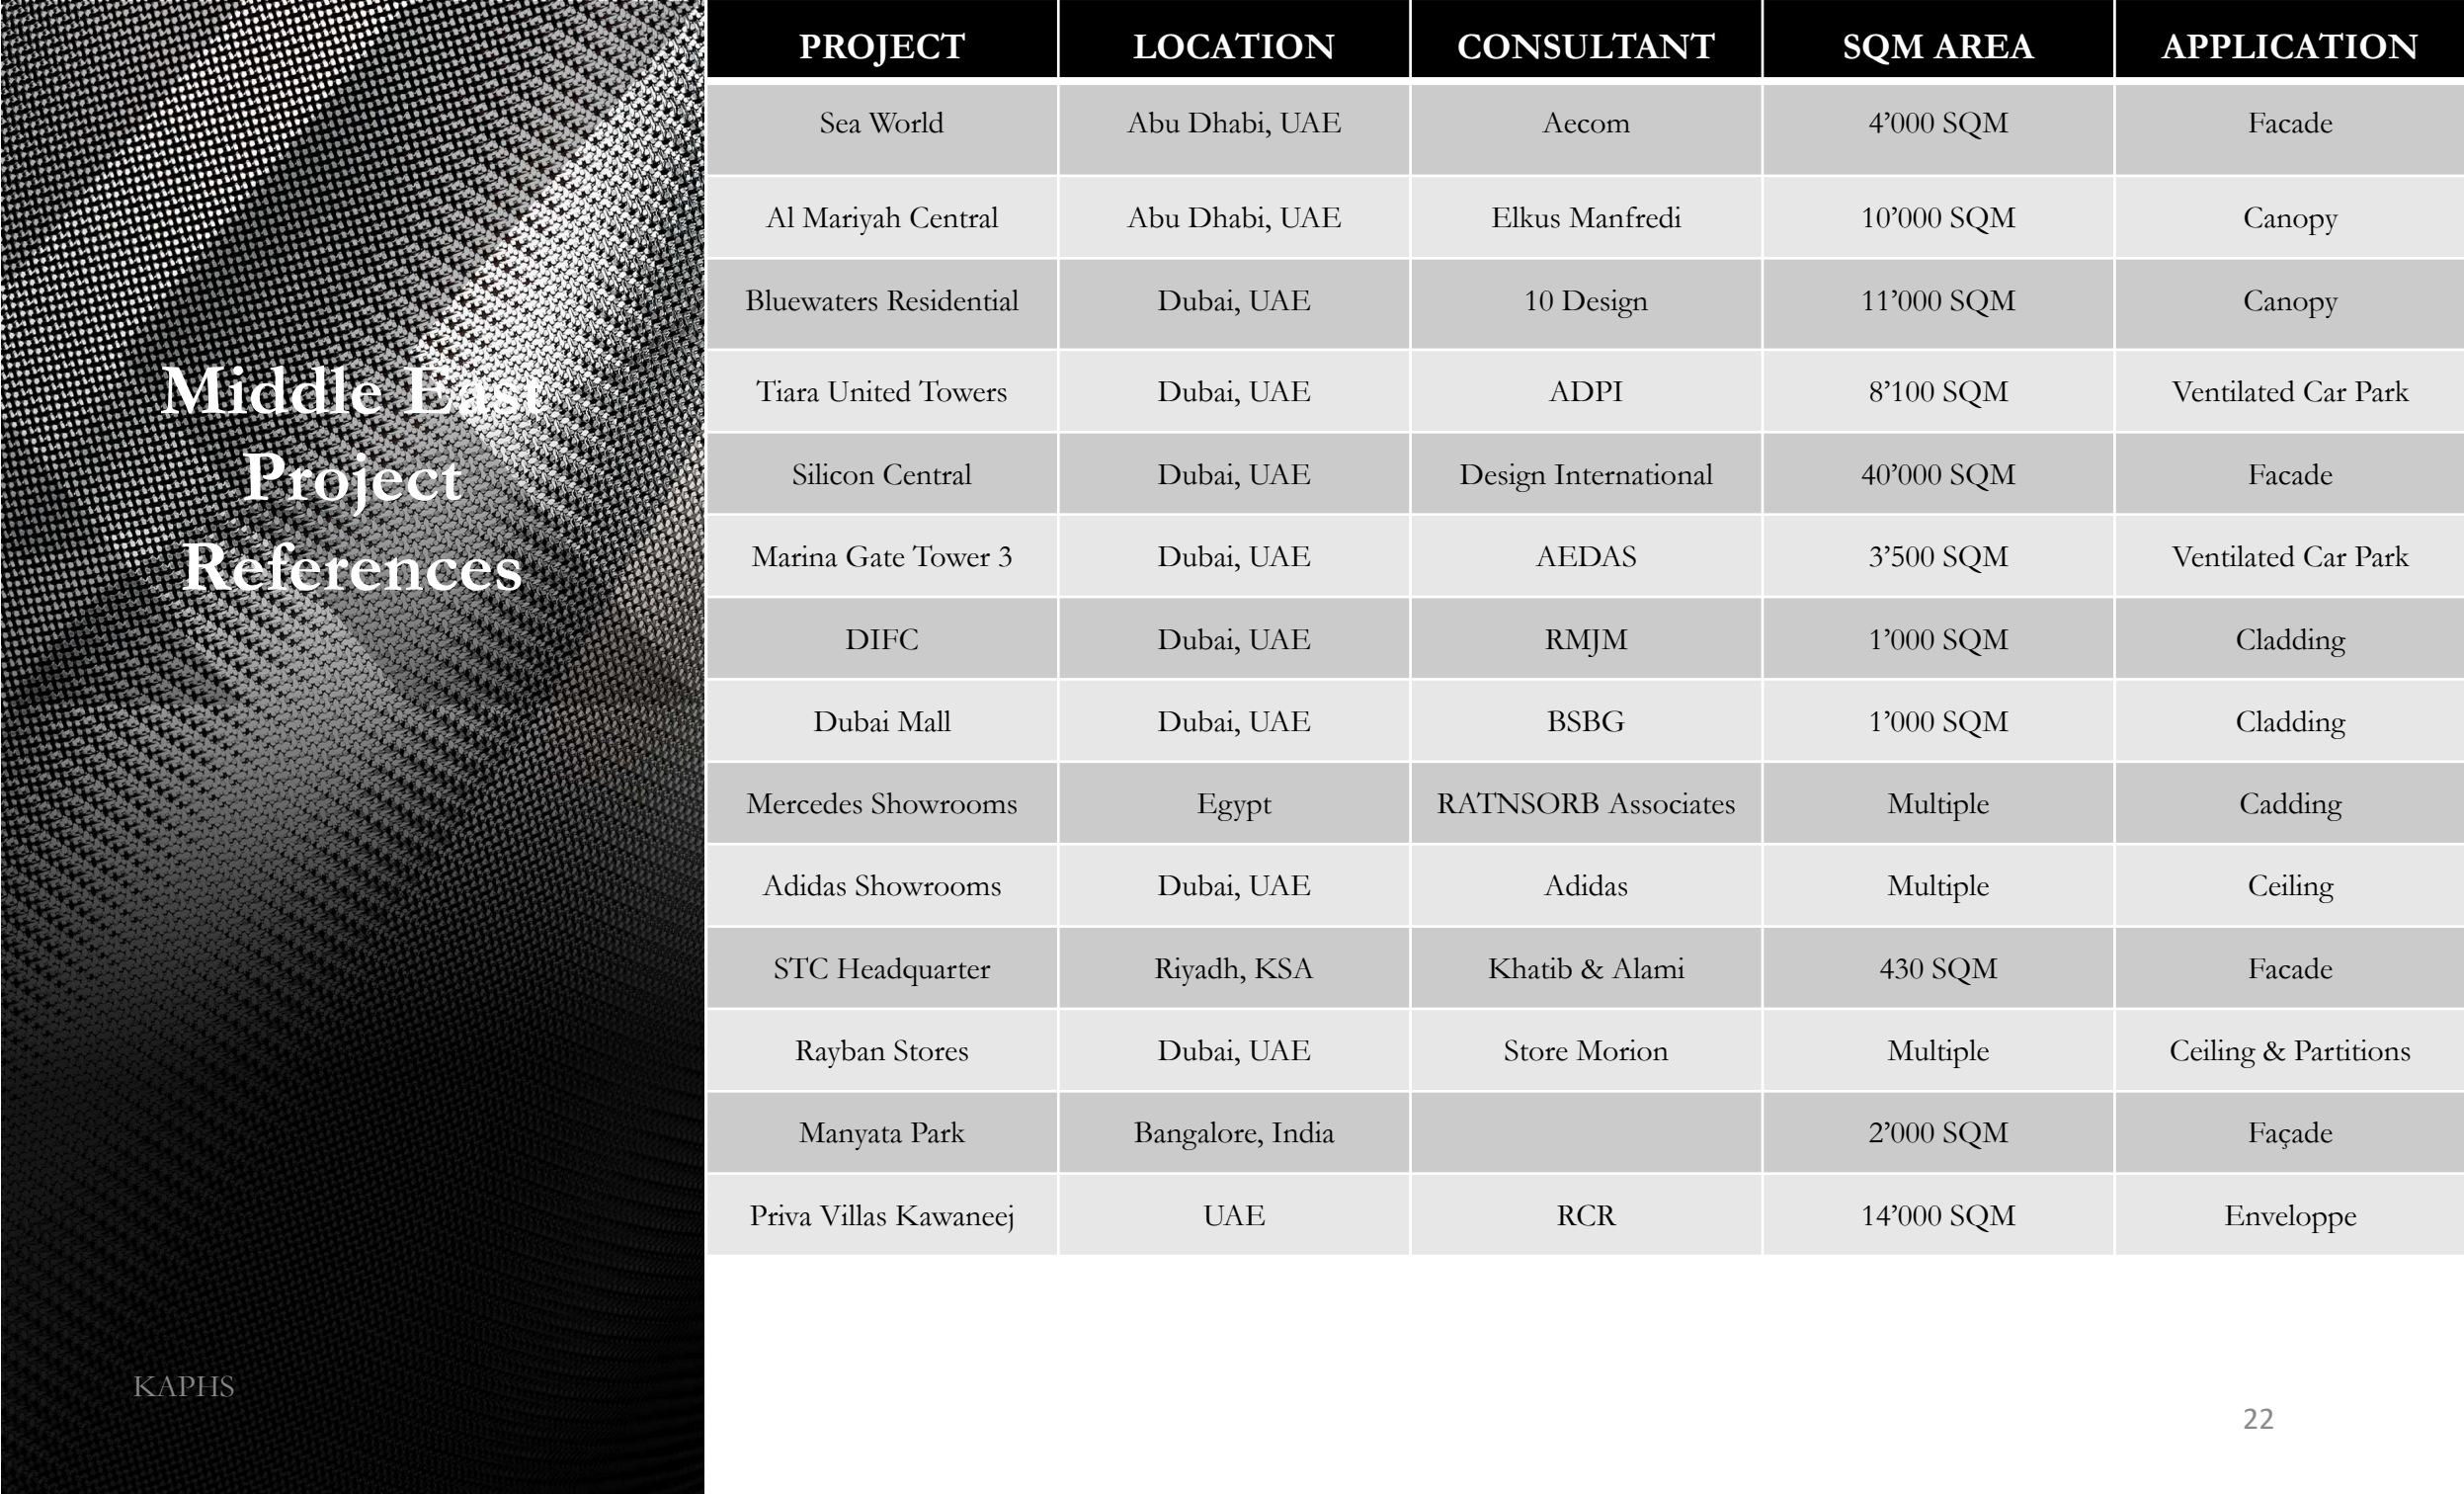 Middle East
Project
References
KAPHS
PROJECT LOCATION CONSULTANT SQM AREA APPLICATION
Sea World Abu Dhabi, UAE Aecom 4’000 SQM Facade
Al Mariyah Central Abu Dhabi, UAE Elkus Manfredi 10’000 SQM Canopy
Bluewaters Residential Dubai, UAE 10 Design 11’000 SQM Canopy
Tiara United Towers Dubai, UAE ADPI 8’100 SQM Ventilated Car Park
Silicon Central Dubai, UAE Design International 40’000 SQM Facade
Marina Gate Tower 3 Dubai, UAE AEDAS 3’500 SQM Ventilated Car Park
DIFC Dubai, UAE RMJM 1’000 SQM Cladding
Dubai Mall Dubai, UAE BSBG 1’000 SQM Cladding
Mercedes Showrooms Egypt RATNSORB Associates Multiple Cadding
Adidas Showrooms Dubai, UAE Adidas Multiple Ceiling
STC Headquarter Riyadh, KSA Khatib & Alami 430 SQM Facade
Rayban Stores Dubai, UAE Store Morion Multiple Ceiling & Partitions
Manyata Park Bangalore, India 2’000 SQM Façade
Priva Villas Kawaneej UAE RCR 14’000 SQM Enveloppe
22